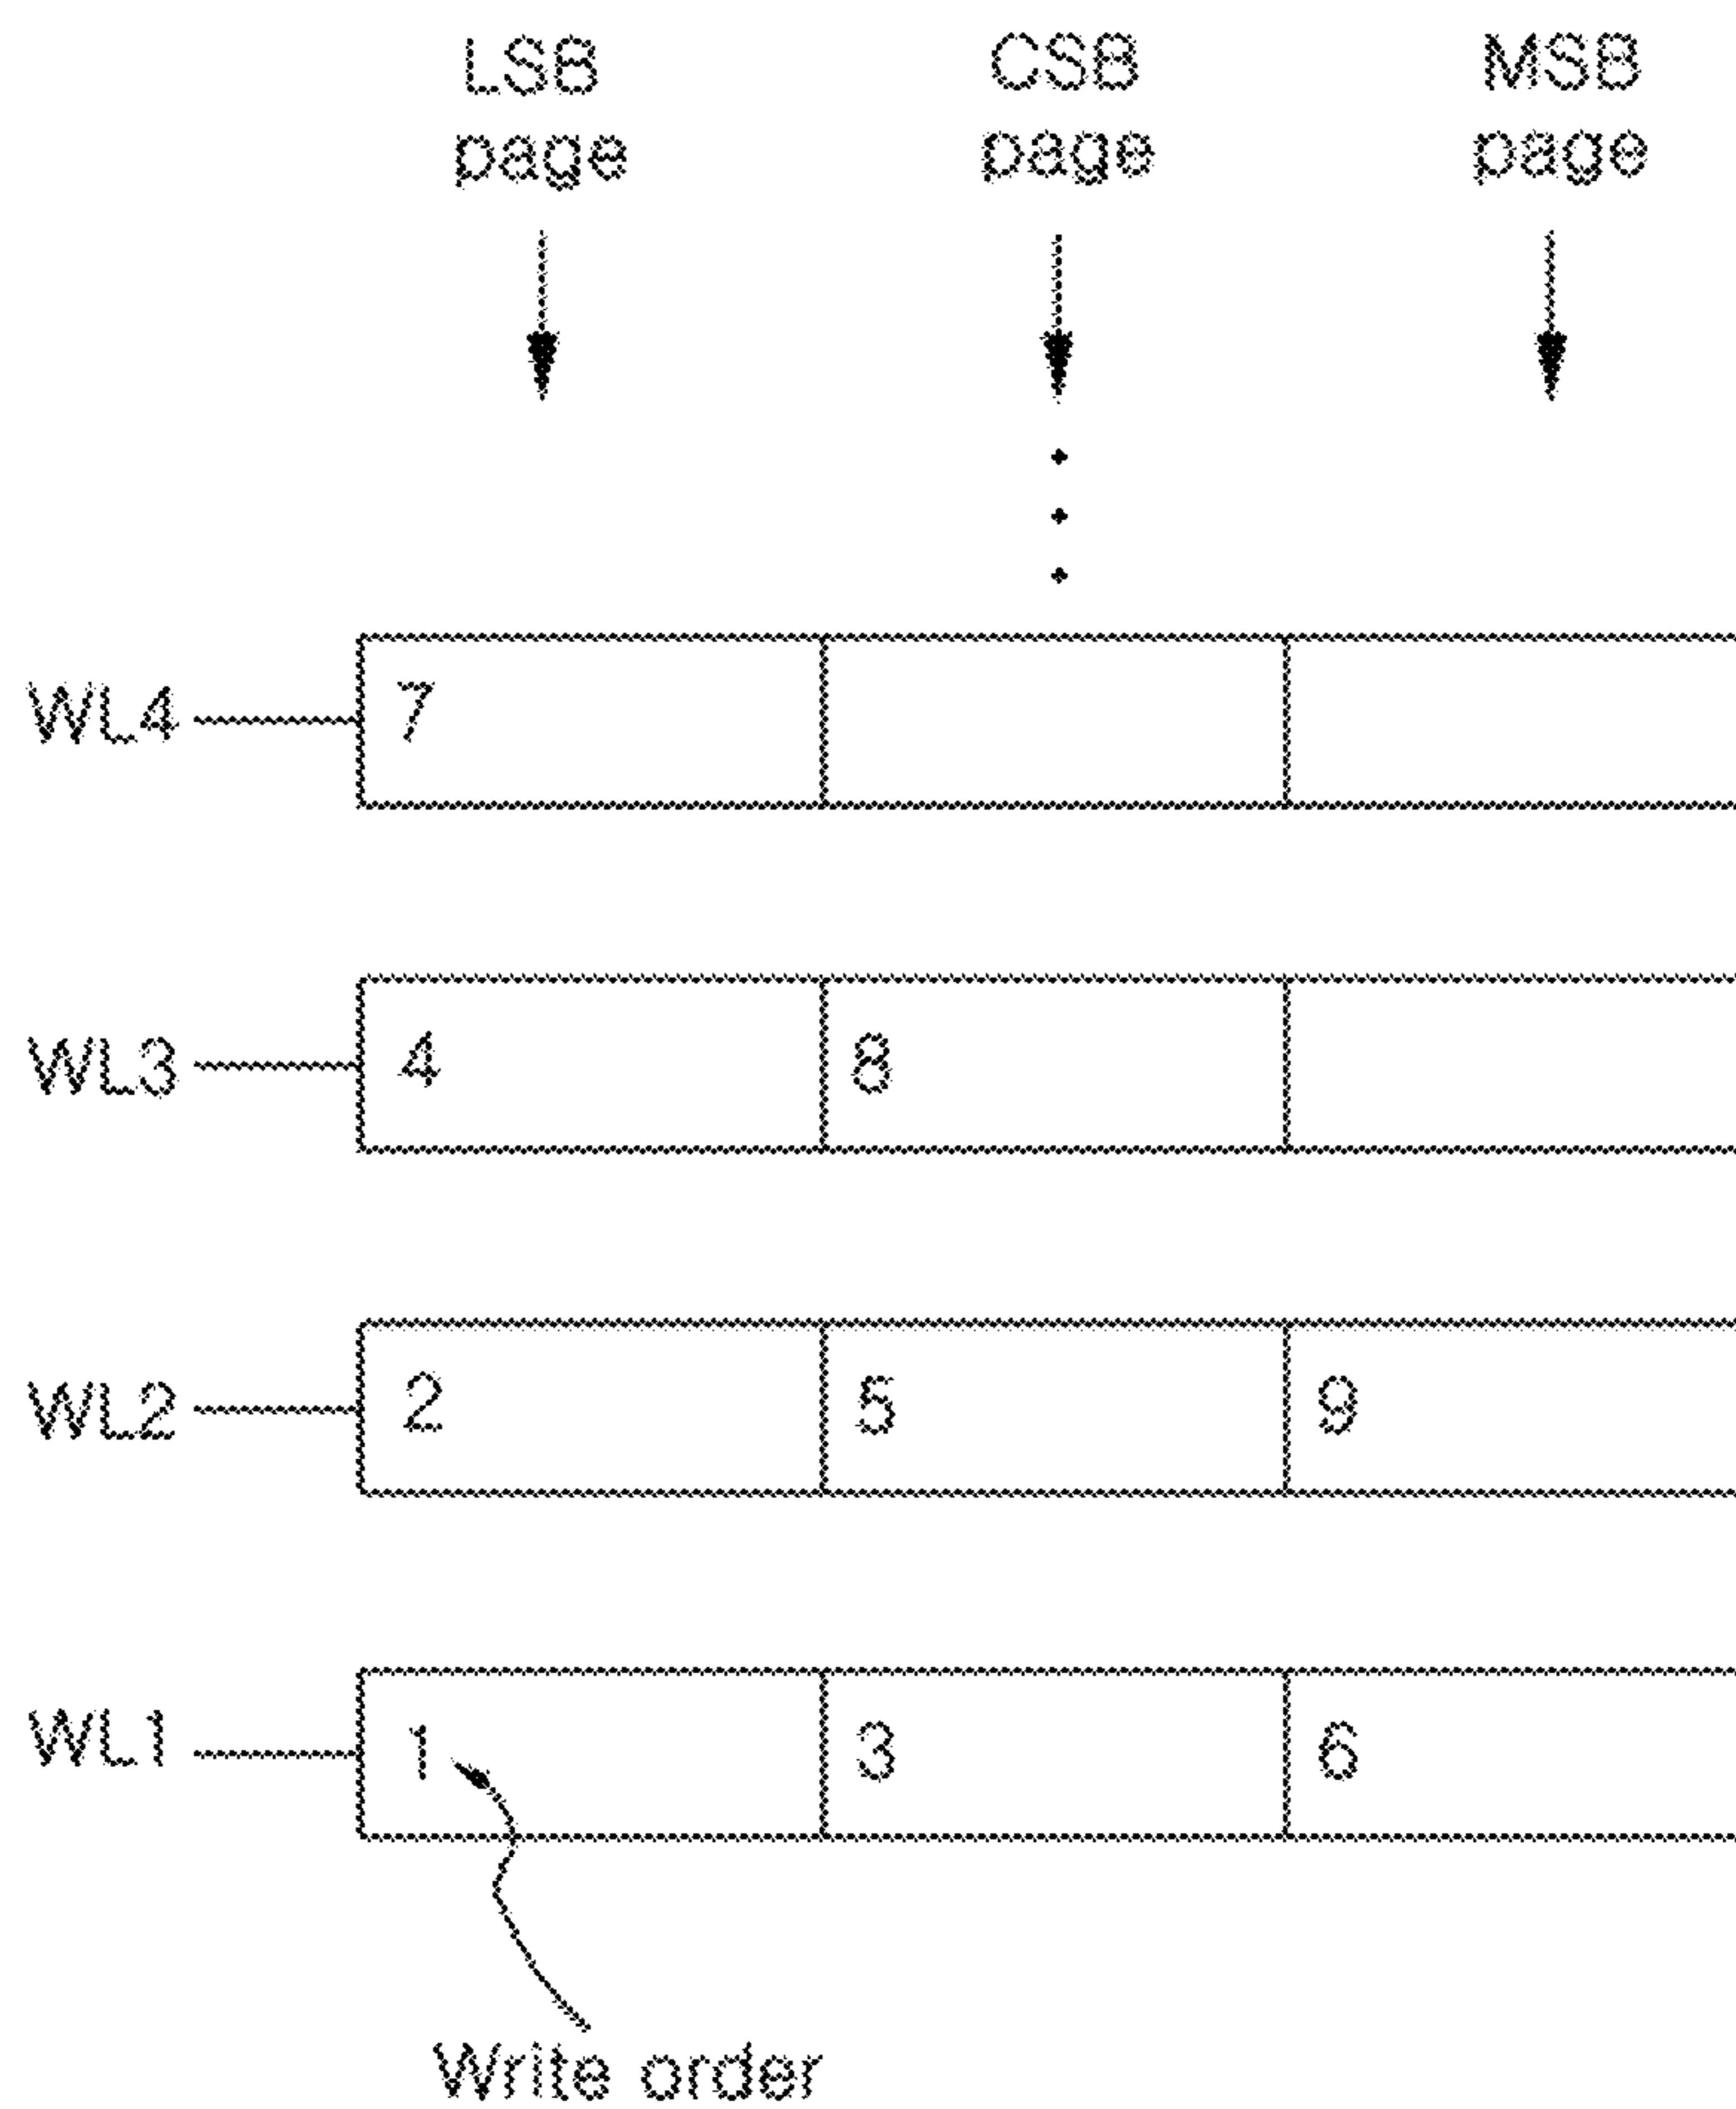 LSB CSB MSB
page page page
WL4 7
WL3 4 8
WL2 2 5 9
WL1 1 3 6
Write order